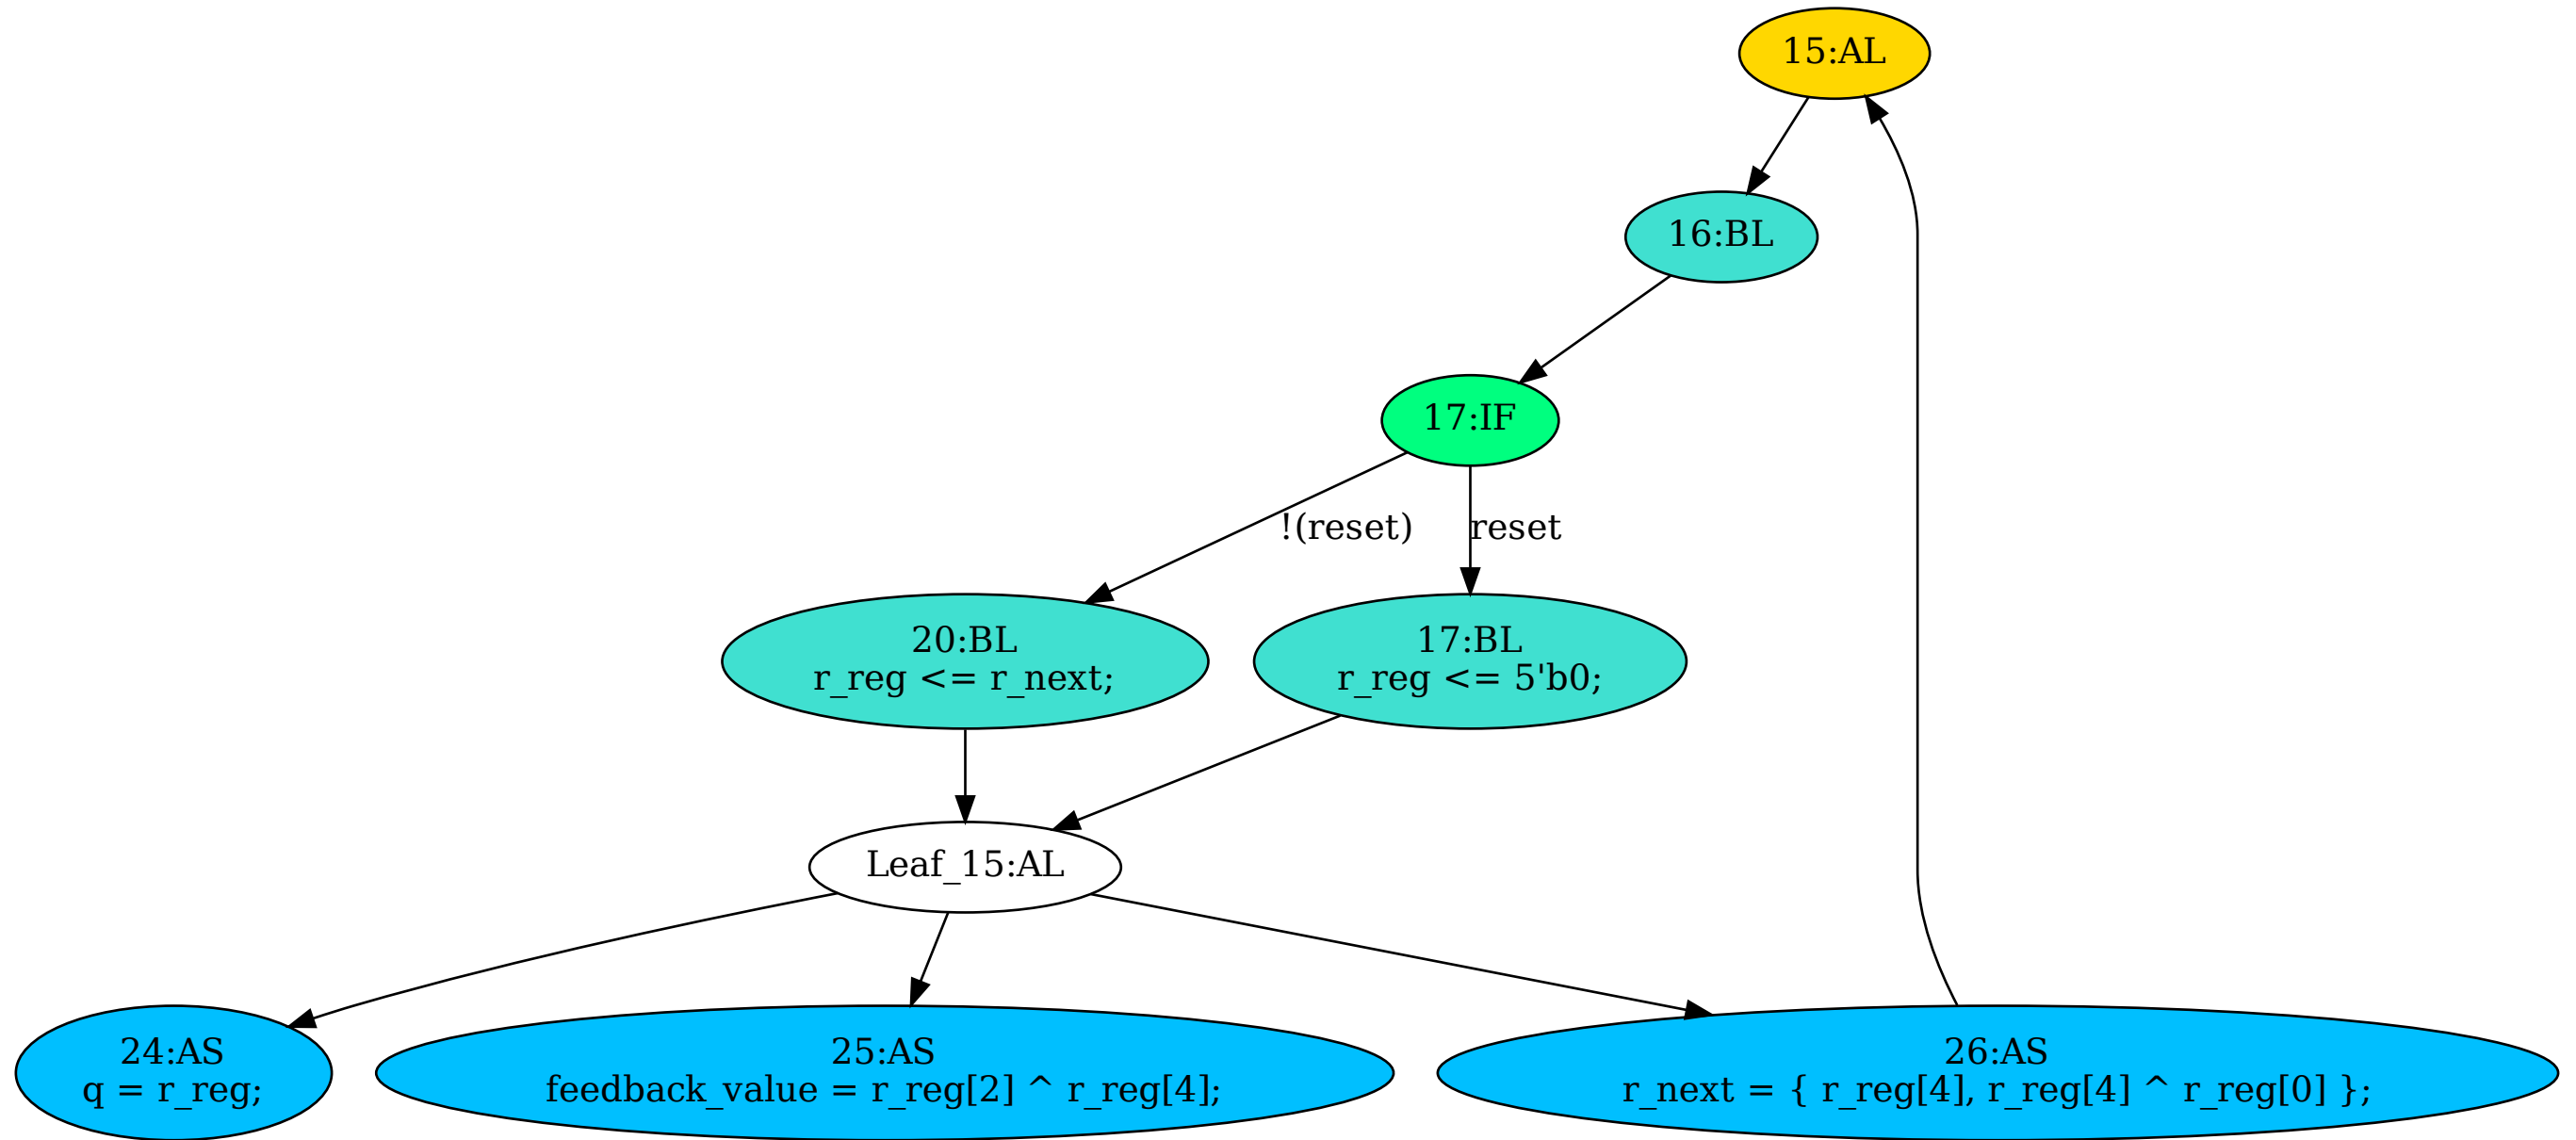 15:AL
16:BL
17:IF
!(reset)
reset
20:BL
r_reg <= r_next;
17:BL
r_reg <= 5'b0;
Leaf_15:AL
24:AS
q = r_reg;
25:AS
feedback_value = r_reg[2] ^ r_reg[4];
26:AS
r_next = { r_reg[4], r_reg[4] ^ r_reg[0] };